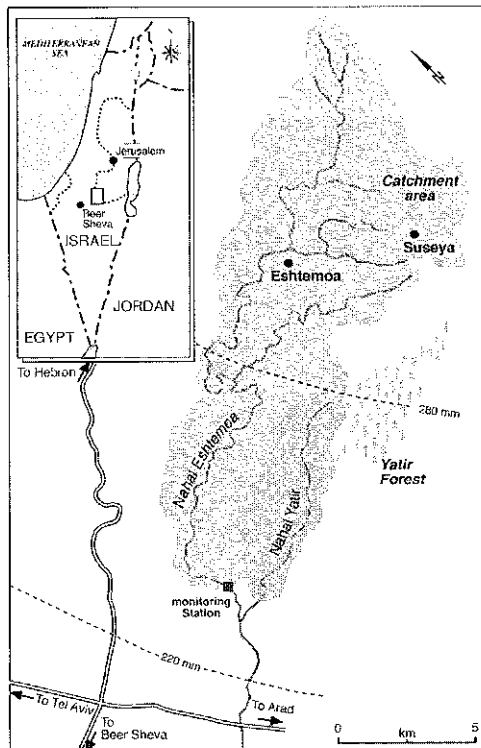 MEDITERRANEAN
SEA
N
Jerusalem
Beer
Sheva
ISRAEL
JORDAN
EGYPT
Catchment
area
Suseya
Eshtemoa
To Hebron
280 mm
Nahal Eshtemoa
Nahal Yatir
Yatir
Forest
monitoring
Station
220 mm
To Tel Aviv
To Arad
To
Beer Sheva
0 5
km